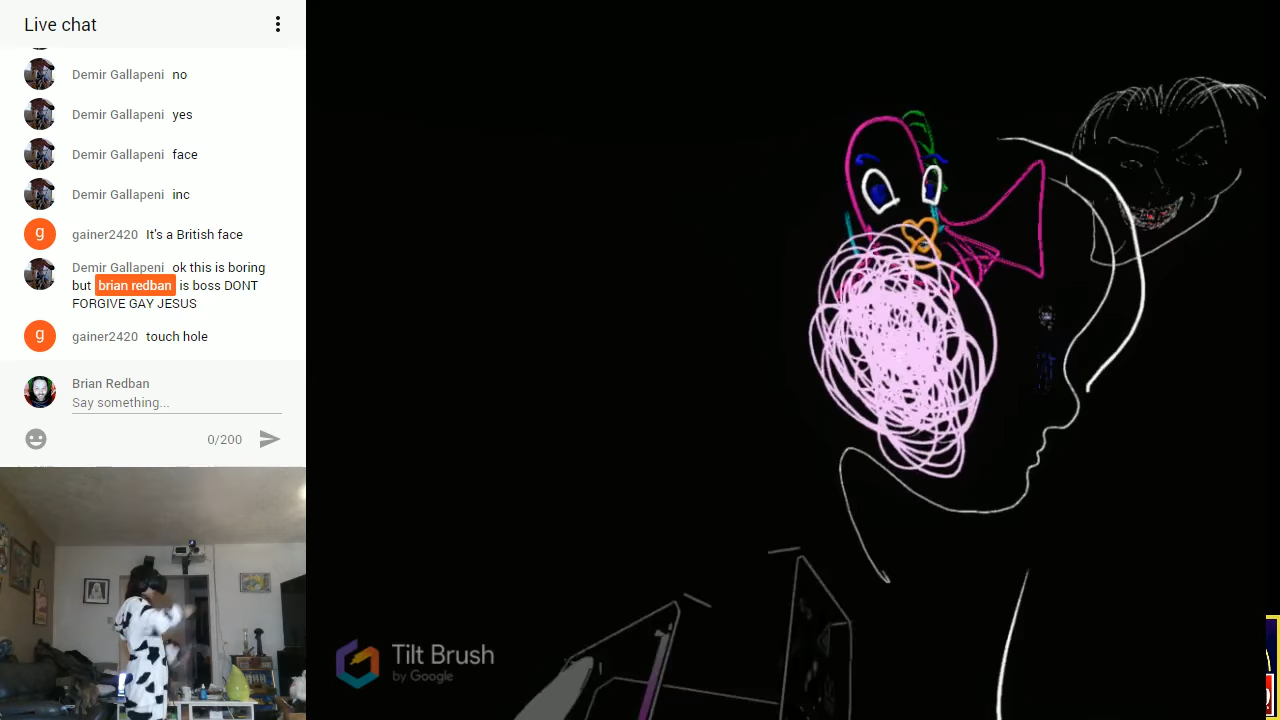 Live chat
Demir Gallapeni no
Demir Gallapeni yes
Demir Gallapeni face
Demir Gallapeni inc
g gainer2420 It's a British face
Demir Gallapeni ok this is boring
but brian redban is boss DONT
FORGIVE GAY JESUS
g gainer2420 touch hole
Brian Redban
Say something...
0/200
Tilt Brush
by Google